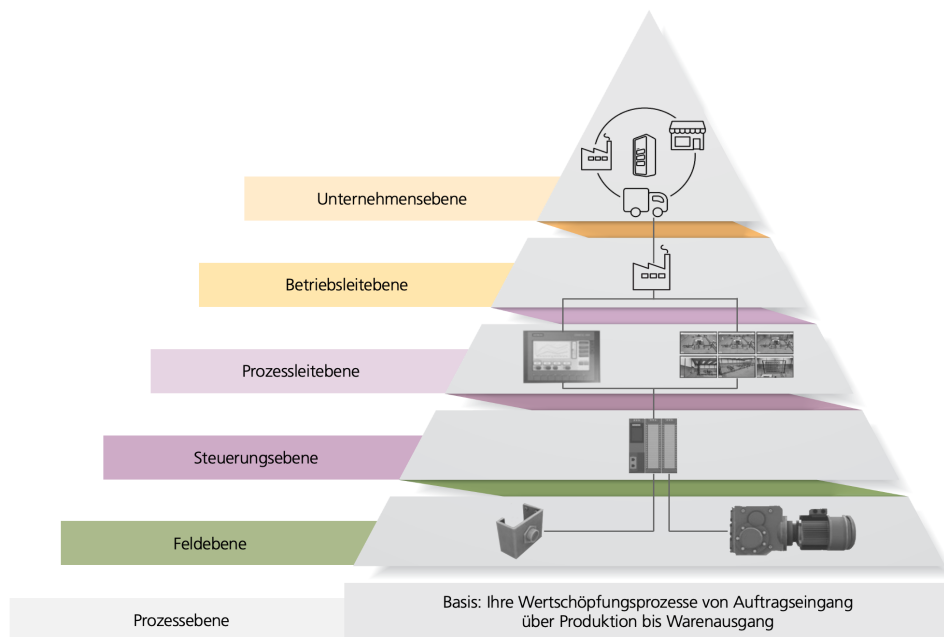 Unternehmensebene
Betriebsleitebene
Prozessleitebene
Steuerungsebene
Feldebene
Prozessebene
Basis: Ihre Wertschöpfungsprozesse von Auftragseingang
über Produktion bis Warenausgang